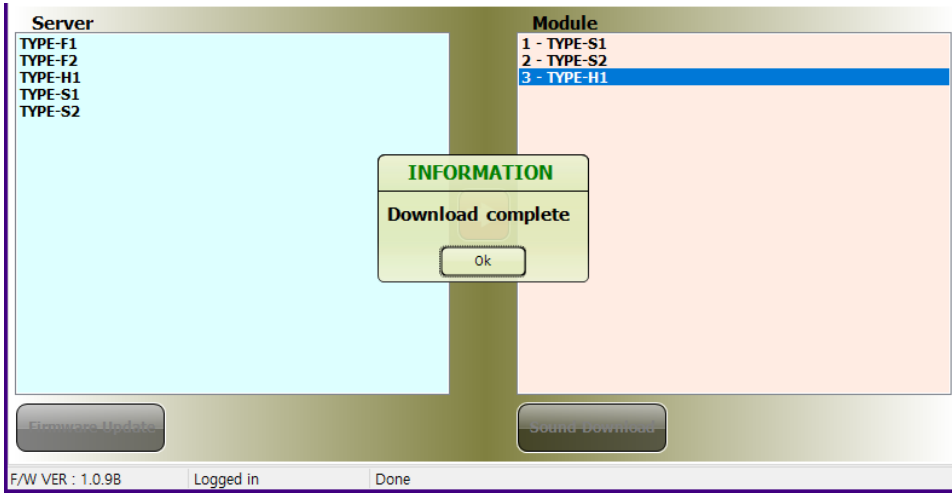 Server
TYPE-F1
TYPE-F2
TYPE-H1
TYPE-S1
TYPE-S2
Module
1 - TYPE-S1
2 - TYPE-S2
3 - TYPE-H1
INFORMATION
Download complete
Ok
Firmware Update
Sound Download
F/W VER : 1.0.9B
Logged in
Done